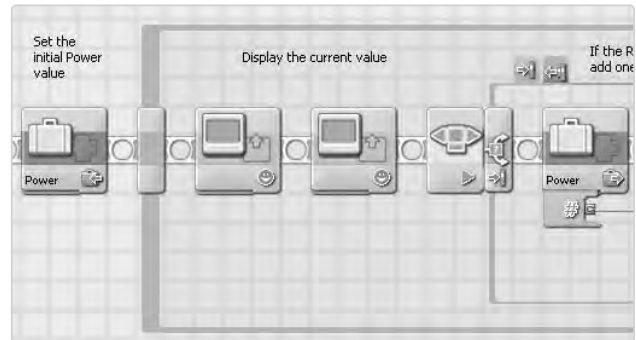 Set the
initial Power
value
Display the current value
If the R
add one
Power
Power
#